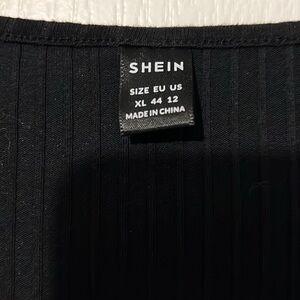 SHEIN
SIZE EU US
XL 44 12
MADE IN CHINA